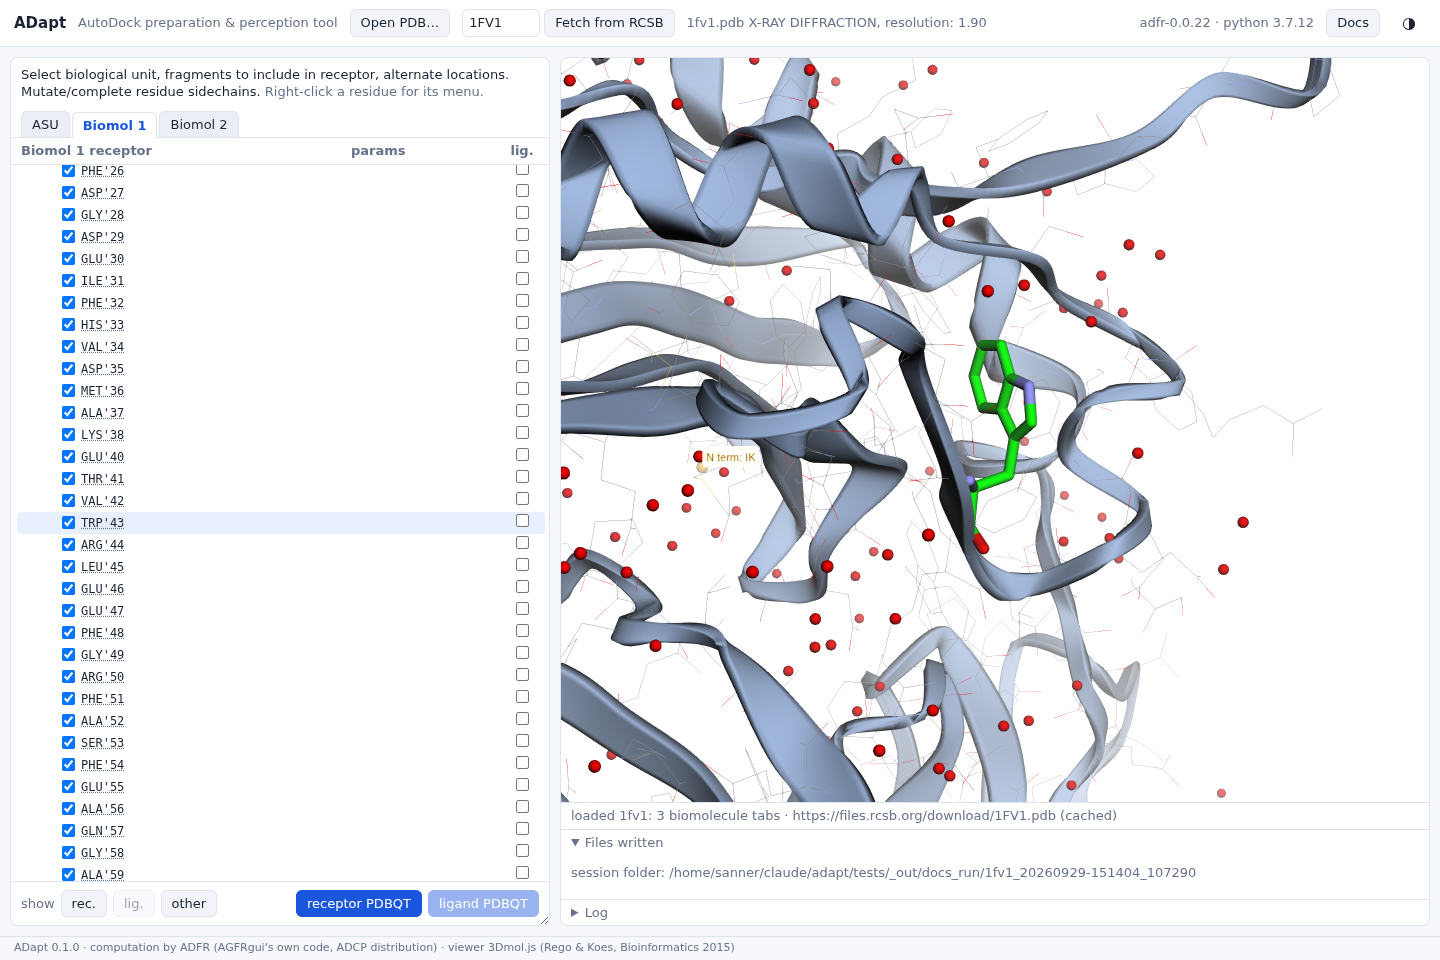 ADapt AutoDock preparation & perception tool Open PDB… 1FV1 Fetch from RCSB 1fv1.pdb X-RAY DIFFRACTION, resolution: 1.90 adfr-0.0.22 · python 3.7.12 Docs
Select biological unit, fragments to include in receptor, alternate locations.
Mutate/complete residue sidechains. Right-click a residue for its menu.
ASU Biomol 1 Biomol 2
Biomol 1 receptor params lig.
PHE'26
ASP'27
GLY'28
ASP'29
GLU'30
ILE'31
PHE'32
HIS'33
VAL'34
ASP'35
MET'36
ALA'37
LYS'38
GLU'40
THR'41
VAL'42
TRP'43
ARG'44
LEU'45
GLU'46
GLU'47
PHE'48
GLY'49
ARG'50
PHE'51
ALA'52
SER'53
PHE'54
GLU'55
ALA'56
GLN'57
GLY'58
ALA'59
show rec. lig. other receptor PDBQT ligand PDBQT
N term: IK
loaded 1fv1: 3 biomolecule tabs · https://files.rcsb.org/download/1FV1.pdb (cached)
▼ Files written
session folder: /home/sanner/claude/adapt/tests/_out/docs_run/1fv1_20260929-151404_107290
▶ Log
ADapt 0.1.0 · computation by ADFR (AGFRgui's own code, ADCP distribution) · viewer 3Dmol.js (Rego & Koes, Bioinformatics 2015)